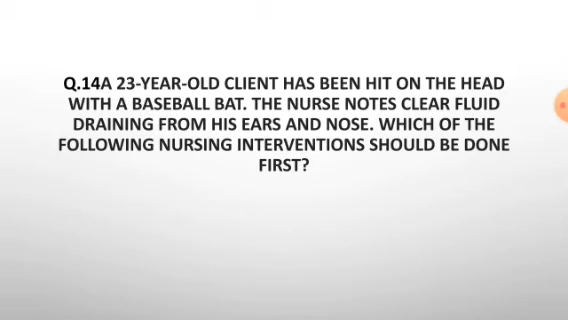 Q.14A 23-YEAR-OLD CLIENT HAS BEEN HIT ON THE HEAD
WITH A BASEBALL BAT. THE NURSE NOTES CLEAR FLUID
DRAINING FROM HIS EARS AND NOSE. WHICH OF THE
FOLLOWING NURSING INTERVENTIONS SHOULD BE DONE
FIRST?